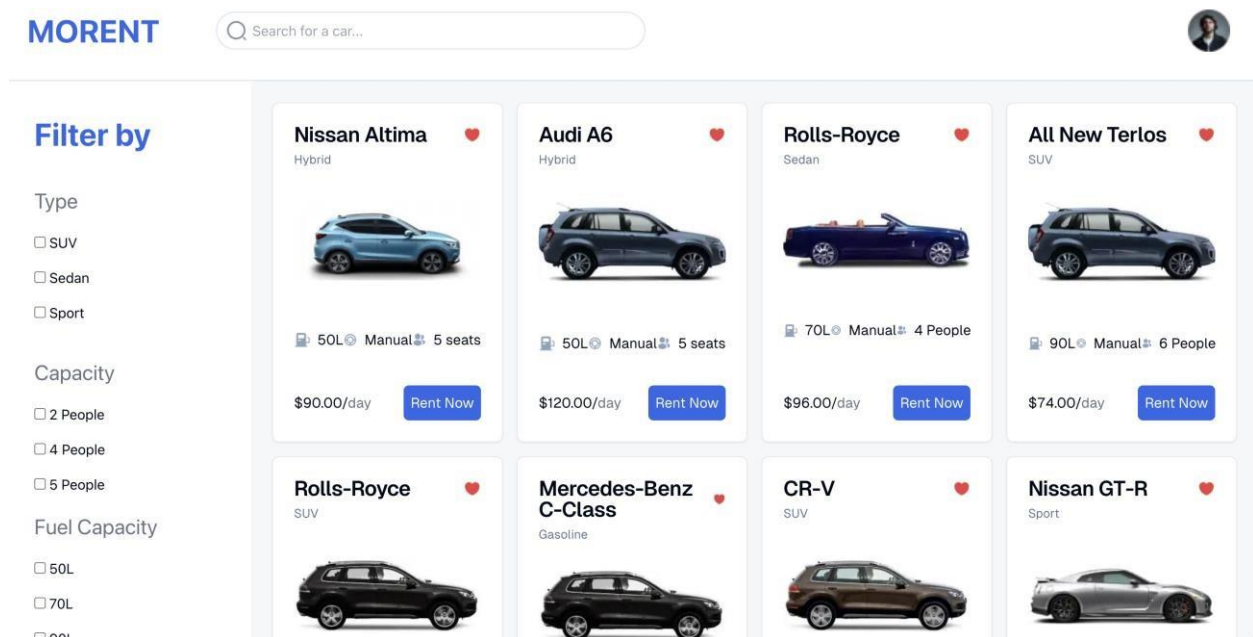 MORENT
Search for a car...
Filter by
Type
SUV
Sedan
Sport
Capacity
2 People
4 People
5 People
Fuel Capacity
50L
70L
90L
Nissan Altima
Hybrid
50L Manual 5 seats
$90.00/day Rent Now
Audi A6
Hybrid
50L Manual 5 seats
$120.00/day Rent Now
Rolls-Royce
Sedan
70L Manual 4 People
$96.00/day Rent Now
All New Terlos
SUV
90L Manual 6 People
$74.00/day Rent Now
Rolls-Royce
SUV
Mercedes-Benz
C-Class
Gasoline
CR-V
SUV
Nissan GT-R
Sport